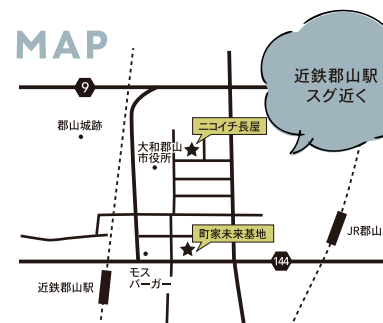 MAP
近鉄郡山駅
スグ近く
9
郡山城跡
ニコイチ長屋
大和郡山
市役所
町家未来基地
JR郡山
144
モス
バーガー
近鉄郡山駅